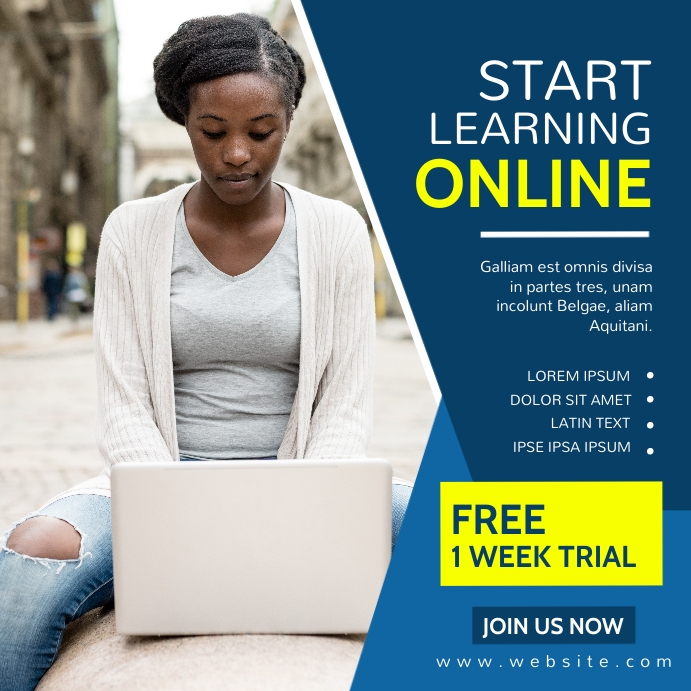 START
LEARNING
ONLINE
Galliam est omnis divisa
in partes tres, unam
incolunt Belgae, aliam
Aquitani.
LOREM IPSUM
DOLOR SIT AMET
LATIN TEXT
IPSE IPSA IPSUM
FREE
1 WEEK TRIAL
JOIN US NOW
www.website.com